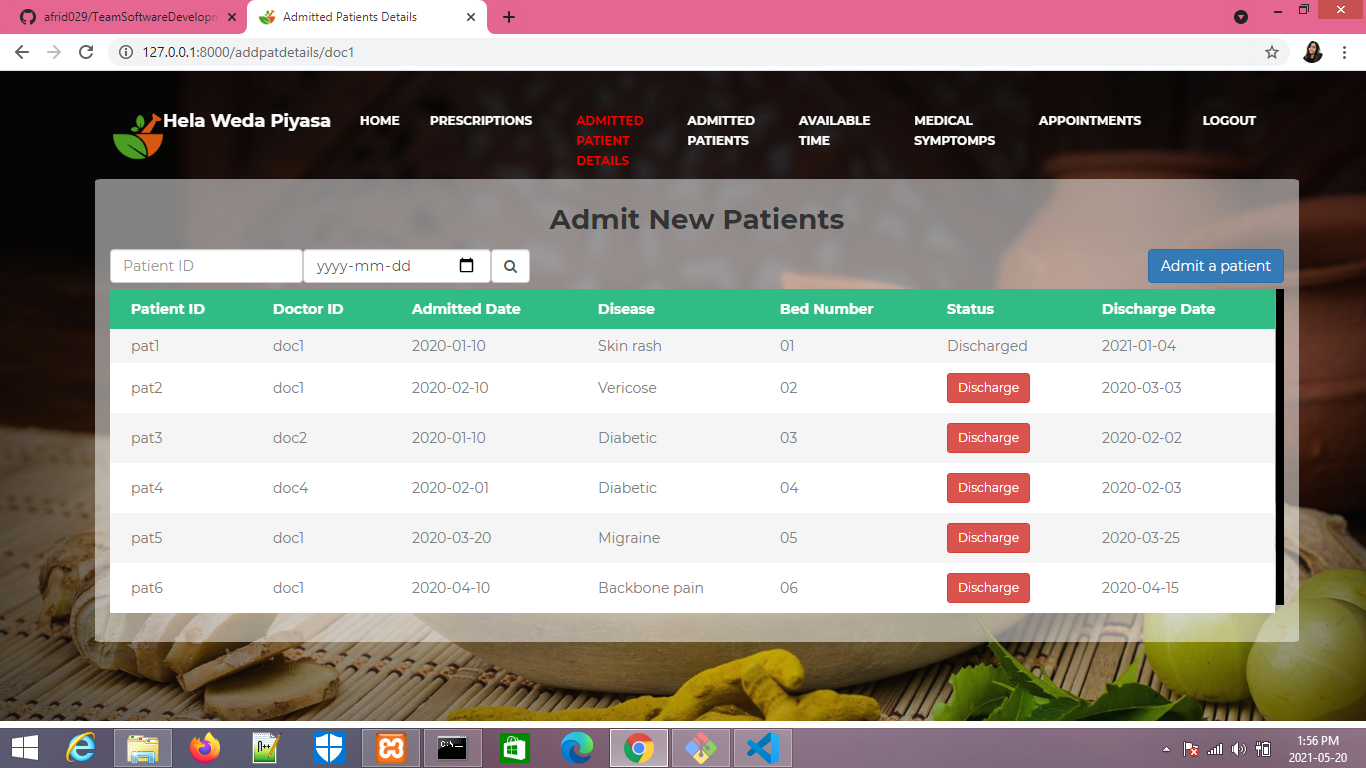 afrid029/TeamSoftwareDevelopm
Admitted Patients Details
127.0.0.1:8000/addpatdetails/doc1
Hela Weda Piyasa
HOME
PRESCRIPTIONS
ADMITTED
PATIENT
DETAILS
ADMITTED
PATIENTS
AVAILABLE
TIME
MEDICAL
SYMPTOMPS
APPOINTMENTS
LOGOUT
Admit New Patients
Patient ID yyyy-mm-dd Admit a patient
Patient ID Doctor ID Admitted Date Disease Bed Number Status Discharge Date
pat1 doc1 2020-01-10 Skin rash 01 Discharged 2021-01-04
pat2 doc1 2020-02-10 Vericose 02 Discharge 2020-03-03
pat3 doc2 2020-01-10 Diabetic 03 Discharge 2020-02-02
pat4 doc4 2020-02-01 Diabetic 04 Discharge 2020-02-03
pat5 doc1 2020-03-20 Migraine 05 Discharge 2020-03-25
pat6 doc1 2020-04-10 Backbone pain 06 Discharge 2020-04-15
1:56 PM
2021-05-20